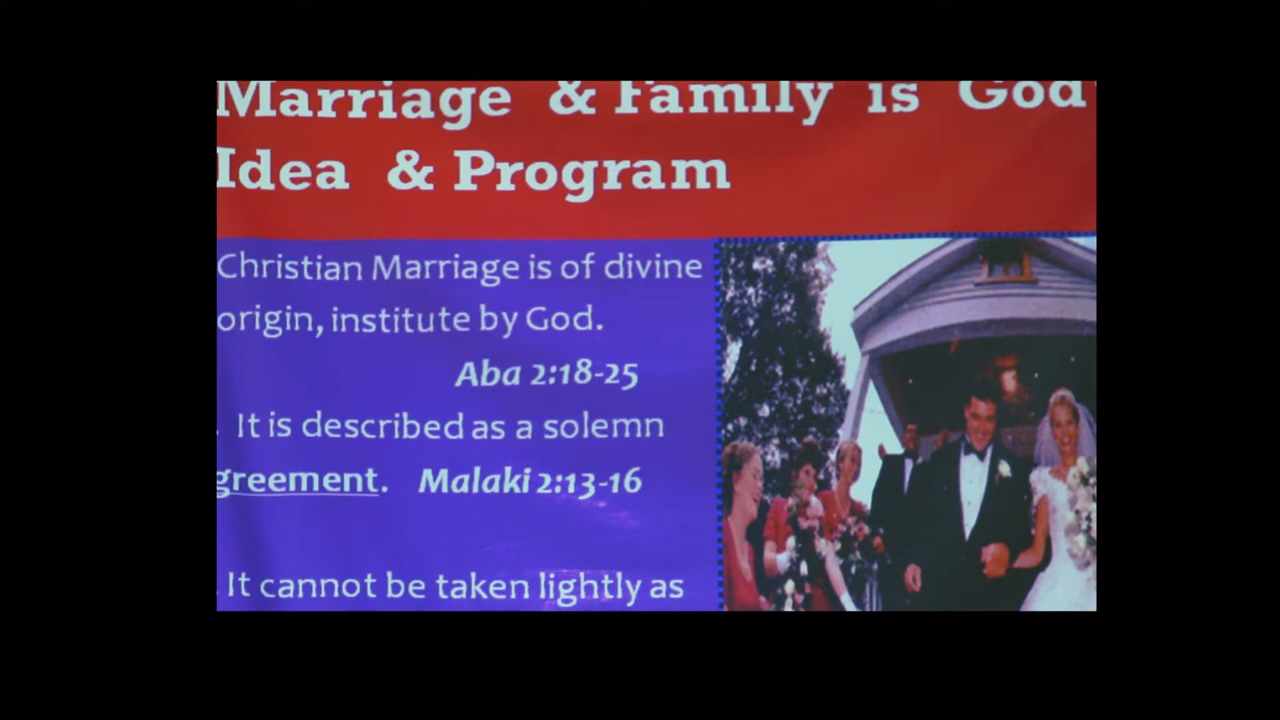 Marriage & Family is God
Idea & Program
Christian Marriage is of divine
origin, institute by God.
Aba 2:18-25
. It is described as a solemn
greement. Malaki 2:13-16
. It cannot be taken lightly as